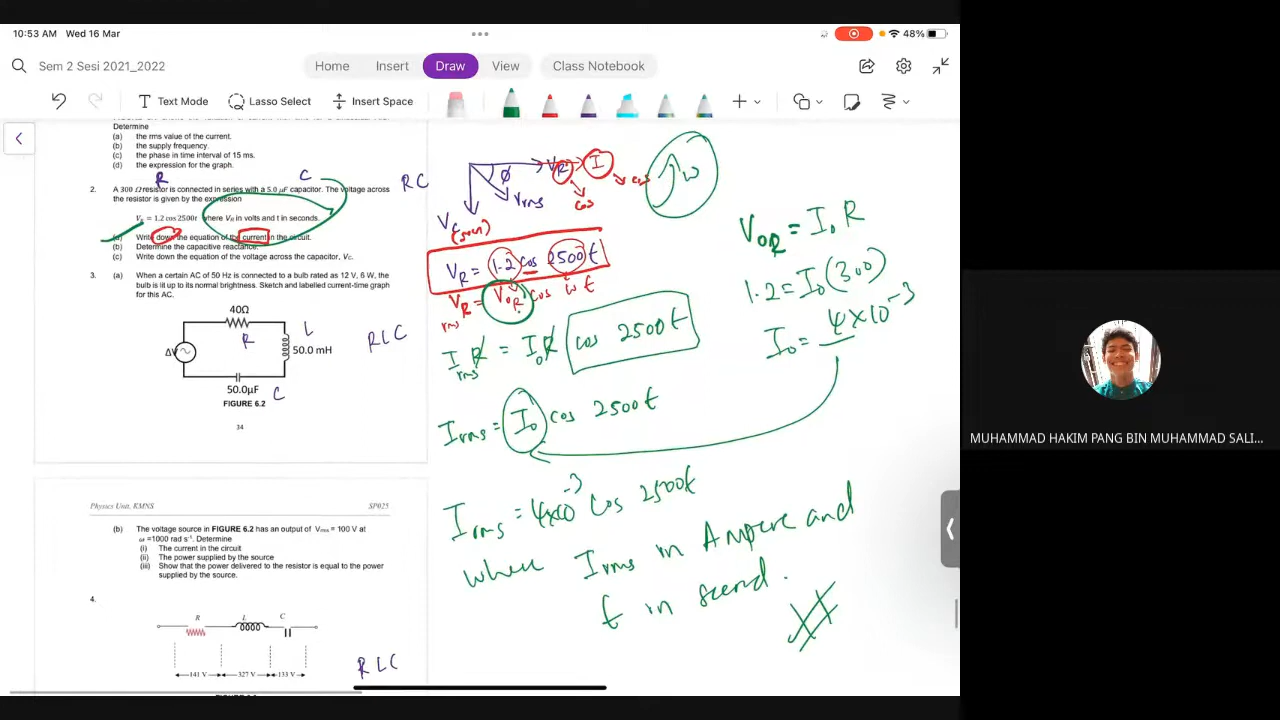 10:53 AM Wed 16 Mar
48%
Sem 2 Sesi 2021_2022
Home Insert Draw View Class Notebook
Text Mode Lasso Select Insert Space
Determine
(a) the rms value of the current.
(b) the supply frequency.
(c) the phase in time interval of 15 ms.
(d) the expression for the graph.
R C
2. A 300 Ω resistor is connected in series with a 5.0 μF capacitor. The voltage across
the resistor is given by the expression
RC
= 1.2 cos 2500t where VR in volts and t in seconds.
Write down the equation of the current in the circuit.
(b) Determine the capacitive reactance.
(c) Write down the equation of the voltage across the capacitor, VC.
3. (a) When a certain AC of 50 Hz is connected to a bulb rated as 12 V, 6 W, the
bulb is lit up to its normal brightness. Sketch and labelled current-time graph
for this AC.
40Ω
R L
ΔV
50.0 mH
RLC
50.0μF C
FIGURE 6.2
34
Physics Unit, KMNS SP025
(b) The voltage source in FIGURE 6.2 has an output of Vrms = 100 V at
ω =1000 rad s⁻¹. Determine
(i) The current in the circuit
(ii) The power supplied by the source
(iii) Show that the power delivered to the resistor is equal to the power
supplied by the source.
4.
R L C
141 V 327 V 133 V
RLC
VR I
ϕ cos
Vrms cos
ω
VC
VR = 1.2 cos 2500 t
VR = VOR cos ω t
rms
Irms R = Io R cos 2500t
Irms = Io cos 2500t
Irms = 4x10⁻³ cos 2500t
where Irms in Ampere and
t in second.
VOR = Io R
1.2 = Io (300)
Io = 4x10⁻³
MUHAMMAD HAKIM PANG BIN MUHAMMAD SALI...